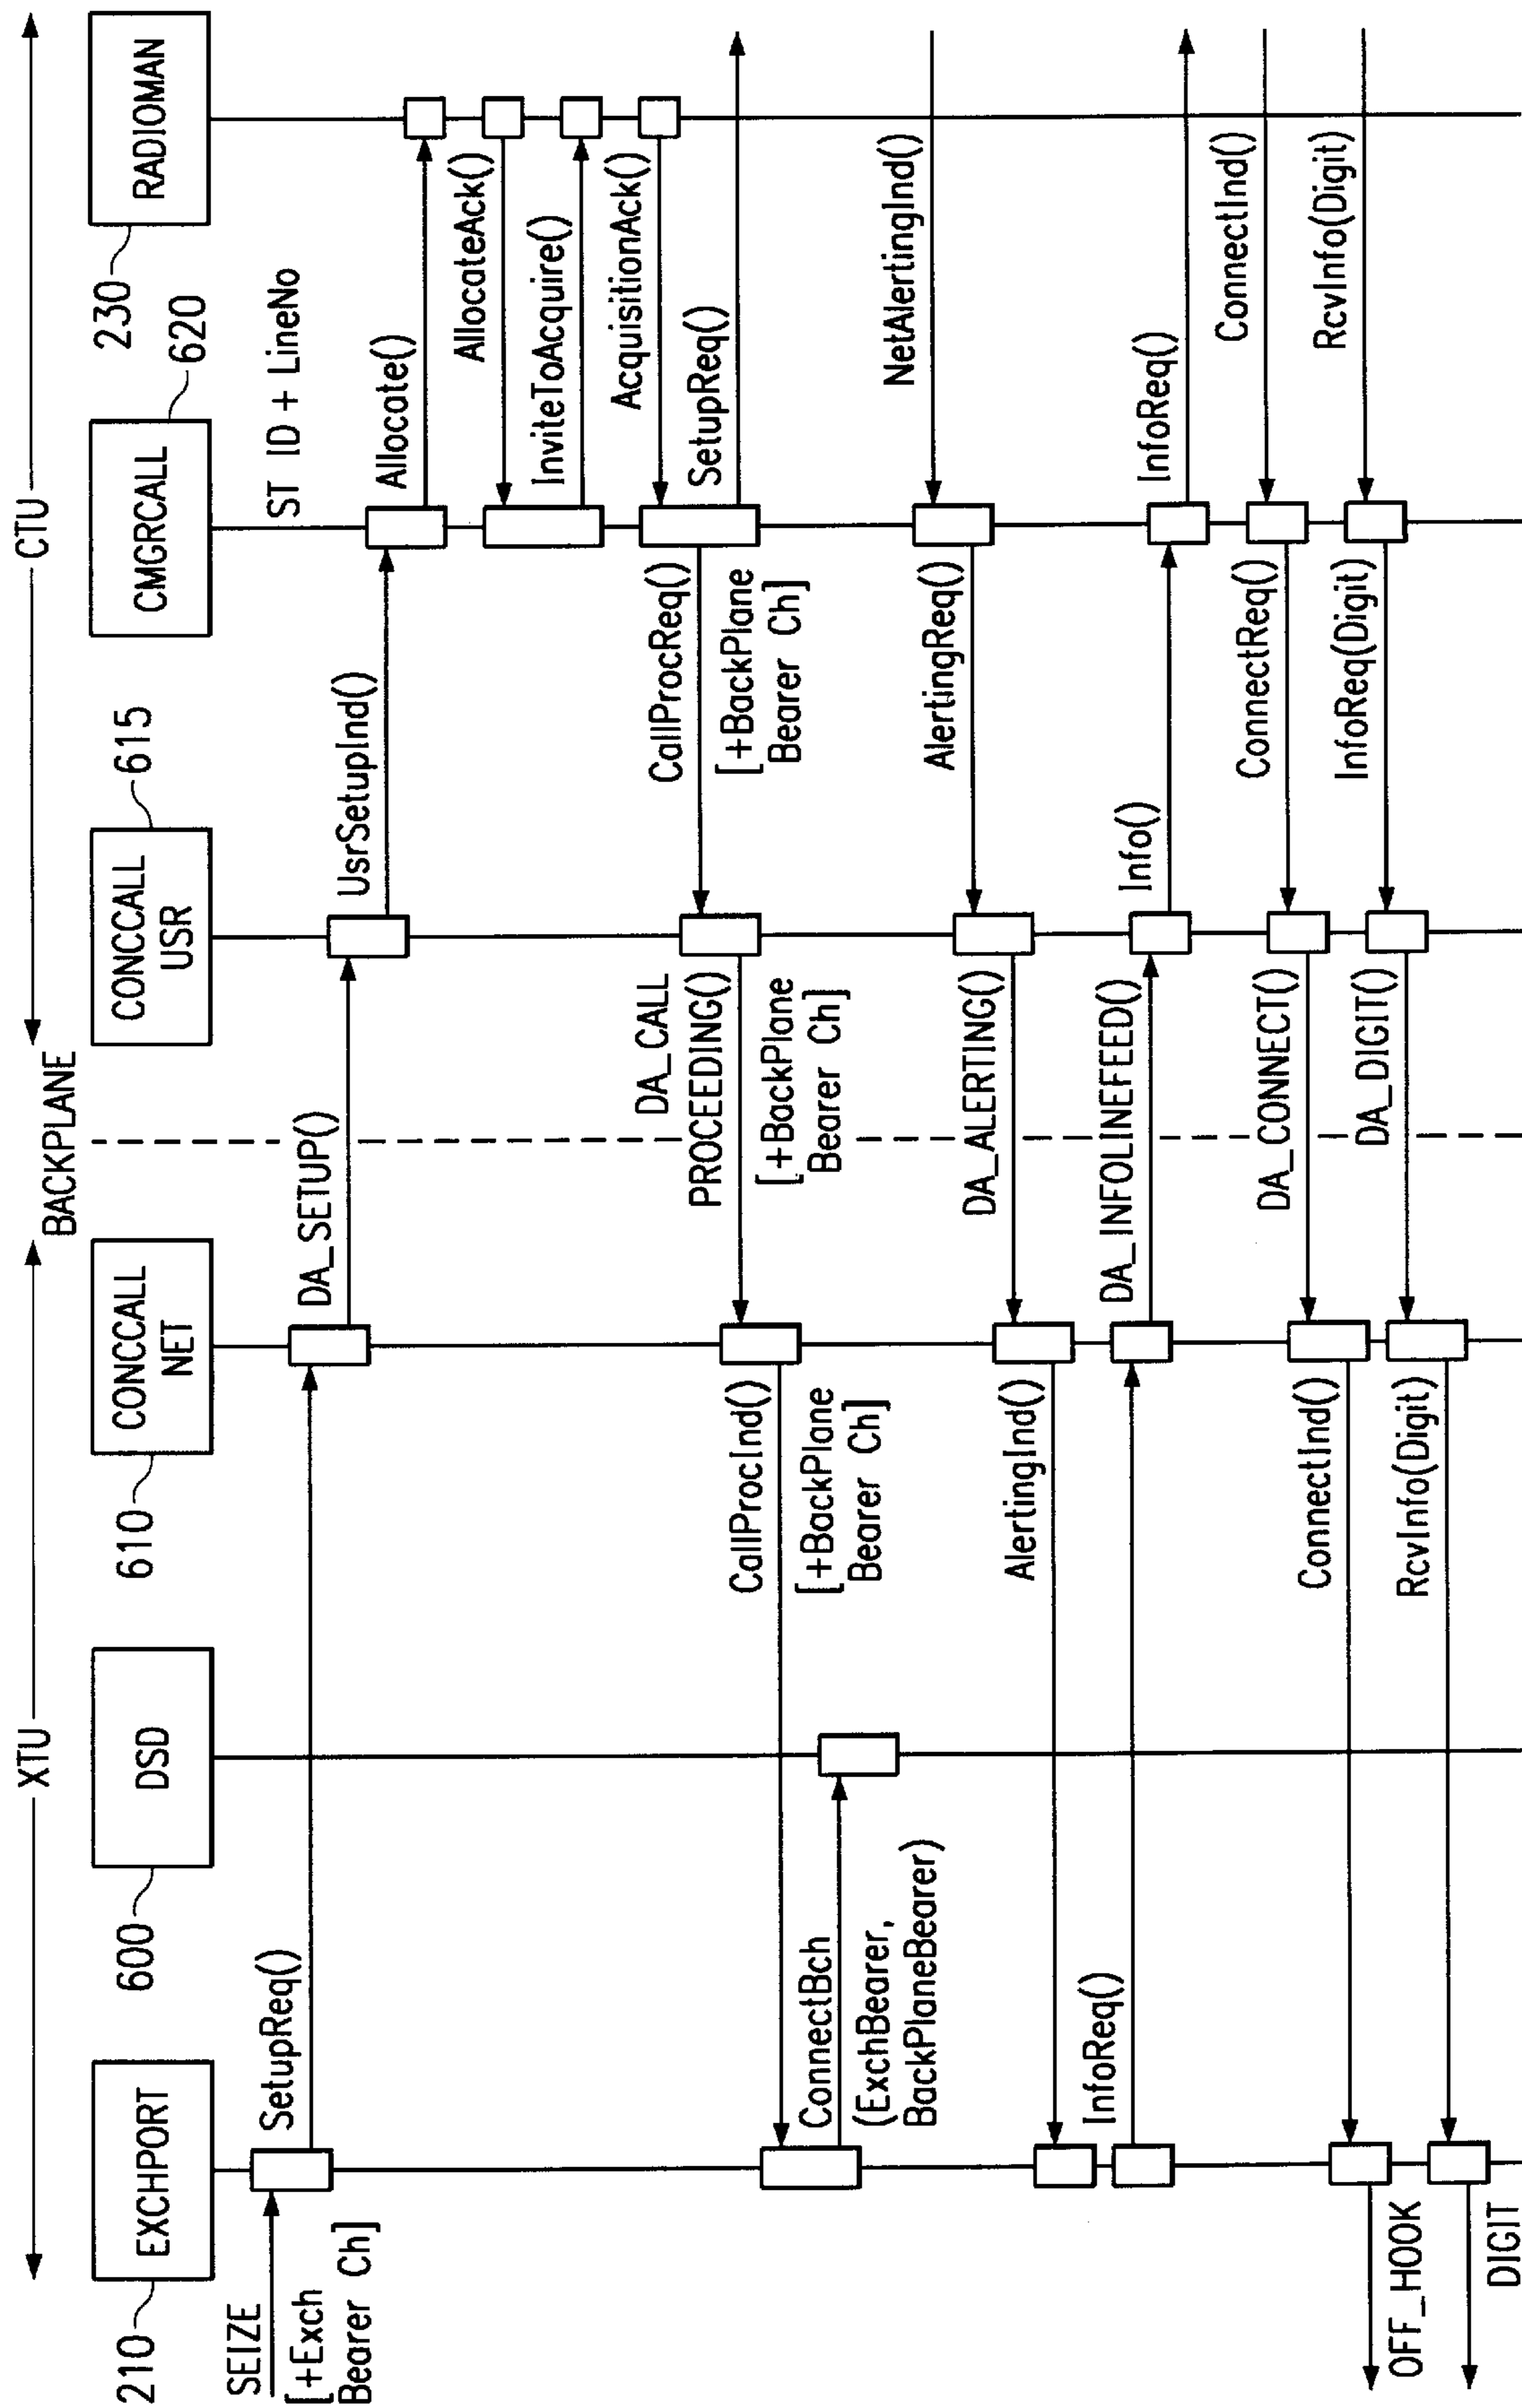 XTU
BACKPLANE
CTU
210
EXCHPORT
600
DSD
610
CONCCALL
NET
CONCCALL
USR
615
CMGRCALL
620
RADIOMAN
230
ST ID + LineNo
SEIZE
[+Exch
Bearer Ch]
SetupReq()
DA_SETUP()
UsrSetupInd()
Allocate()
AllocateAck()
InviteToAcquire()
AcquisitionAck()
SetupReq()
CallProcReq()
[+BackPlane
Bearer Ch]
DA_CALL
PROCEEDING()
[+BackPlane
Bearer Ch]
CallProcInd()
[+BackPlane
Bearer Ch]
ConnectBch
(ExchBearer,
BackPlaneBearer)
NetAlertingInd()
AlertingReq()
DA_ALERTING()
AlertingInd()
InfoReq()
DA_INFOLINEFEED()
Info()
InfoReq()
ConnectInd()
ConnectReq()
DA_CONNECT()
ConnectInd()
OFF_HOOK
RcvInfo(Digit)
InfoReq(Digit)
DA_DIGIT()
RcvInfo(Digit)
DIGIT